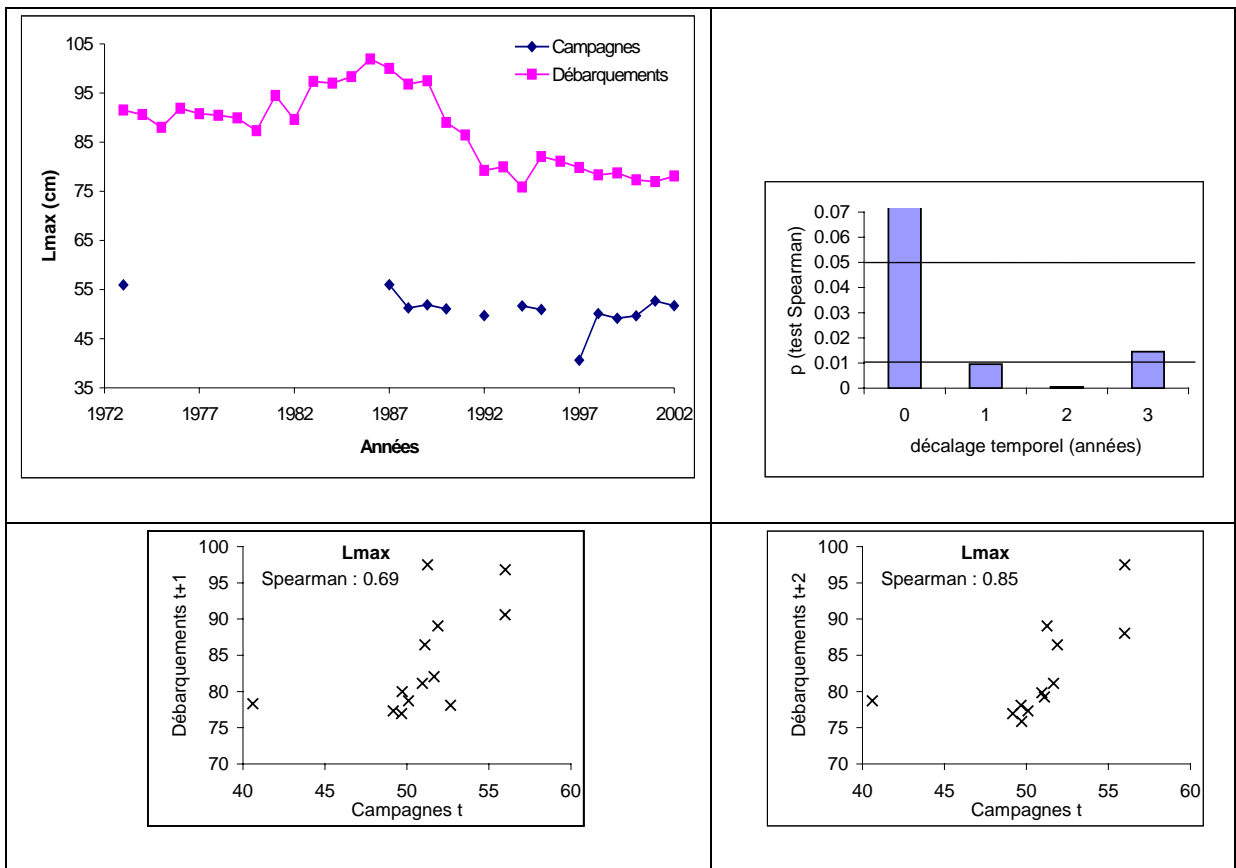 105
95
85
75
65
55
45
35
Lmax (cm)
Campagnes
Débarquements
1972 1977 1982 1987 1992 1997 2002
Années
0.07
0.06
0.05
0.04
0.03
0.02
0.01
0
p (test Spearman)
0 1 2 3
décalage temporel (années)
Lmax
Spearman : 0.69
100
95
90
85
80
75
70
Débarquements t+1
40 45 50 55 60
Campagnes t
Lmax
Spearman : 0.85
100
95
90
85
80
75
70
Débarquements t+2
40 45 50 55 60
Campagnes t